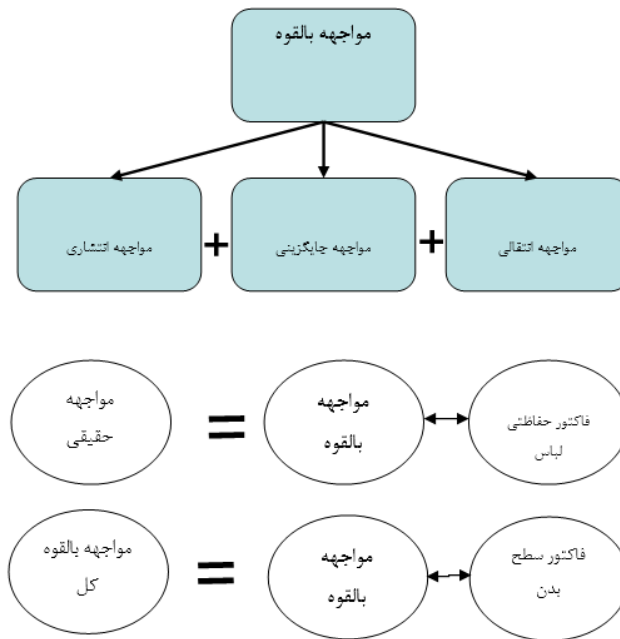 مواجهه بالقوه
مواجهه انتقالی + مواجهه جایگزینی + مواجهه انتشاری
فاکتور حفاظتی
لباس
مواجهه
بالقوه
=
مواجهه
حقیقی
فاکتور سطح
بدن
مواجهه
بالقوه
=
مواجهه بالقوه
کل